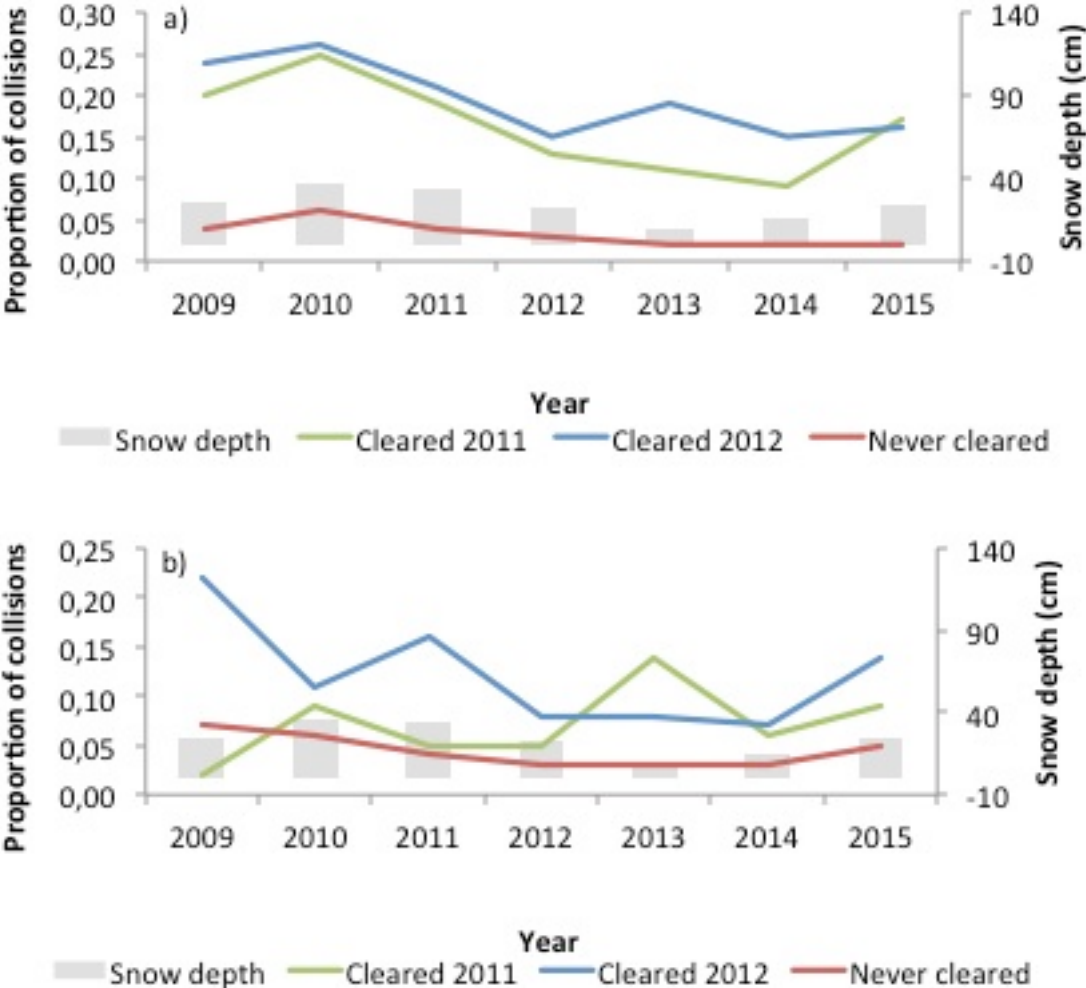 Proportion of collisions
a)
0,30
0,25
0,20
0,15
0,10
0,05
0,00
140
90
40
-10
Snow depth (cm)
2009 2010 2011 2012 2013 2014 2015
Year
Snow depth Cleared 2011 Cleared 2012 Never cleared
Proportion of collisions
b)
0,25
0,20
0,15
0,10
0,05
0,00
140
90
40
-10
Snow depth (cm)
2009 2010 2011 2012 2013 2014 2015
Year
Snow depth Cleared 2011 Cleared 2012 Never cleared